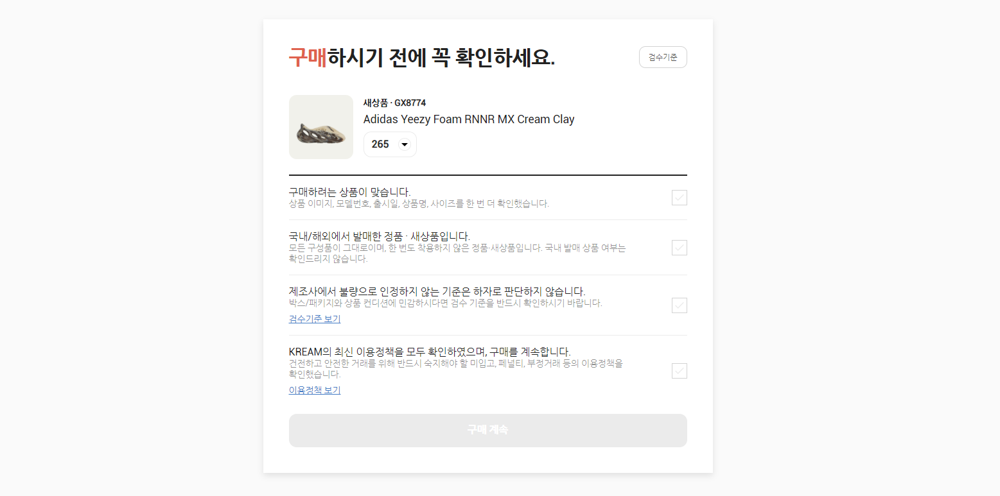 구매하시기 전에 꼭 확인하세요.
검수기준
새상품 · GX8774
Adidas Yeezy Foam RNNR MX Cream Clay
265
구매하려는 상품이 맞습니다.
상품 이미지, 모델번호, 출시일, 상품명, 사이즈를 한 번 더 확인했습니다.
국내/해외에서 발매한 정품 · 새상품입니다.
모든 구성품이 그대로이며, 한 번도 착용하지 않은 정품·새상품입니다. 국내 발매 상품 여부는
확인드리지 않습니다.
제조사에서 불량으로 인정하지 않는 기준은 하자로 판단하지 않습니다.
박스/패키지와 상품 컨디션에 민감하시다면 검수 기준을 반드시 확인하시기 바랍니다.
검수기준 보기
KREAM의 최신 이용정책을 모두 확인하였으며, 구매를 계속합니다.
건전하고 안전한 거래를 위해 반드시 숙지해야 할 미입고, 페널티, 부정거래 등의 이용정책을
확인했습니다.
이용정책 보기
구매 계속